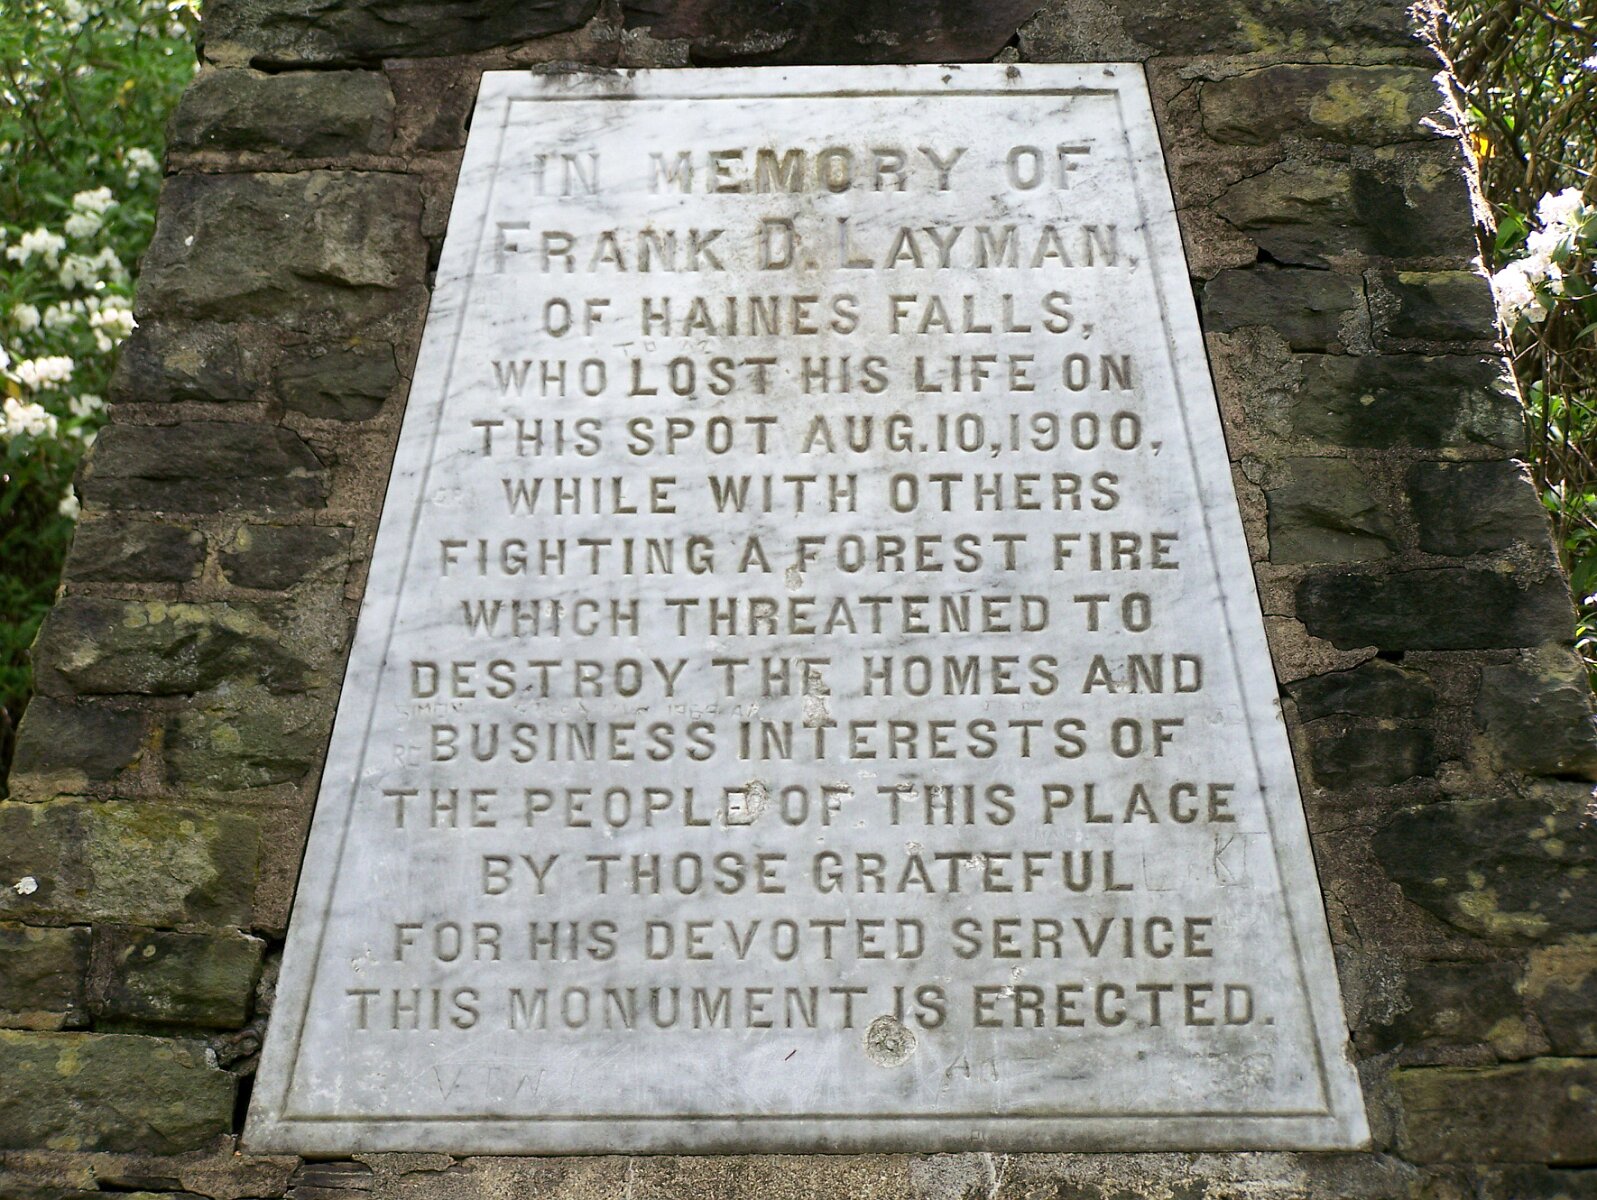 IN MEMORY OF
FRANK D. LAYMAN,
OF HAINES FALLS,
WHO LOST HIS LIFE ON
THIS SPOT AUG. 10, 1900,
WHILE WITH OTHERS
FIGHTING A FOREST FIRE
WHICH THREATENED TO
DESTROY THE HOMES AND
BUSINESS INTERESTS OF
THE PEOPLE OF THIS PLACE
BY THOSE GRATEFUL
FOR HIS DEVOTED SERVICE
THIS MONUMENT IS ERECTED.